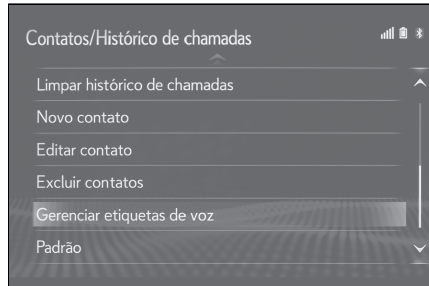 Contatos/Histórico de chamadas
Limpar histórico de chamadas
Novo contato
Editar contato
Excluir contatos
Gerenciar etiquetas de voz
Padrão